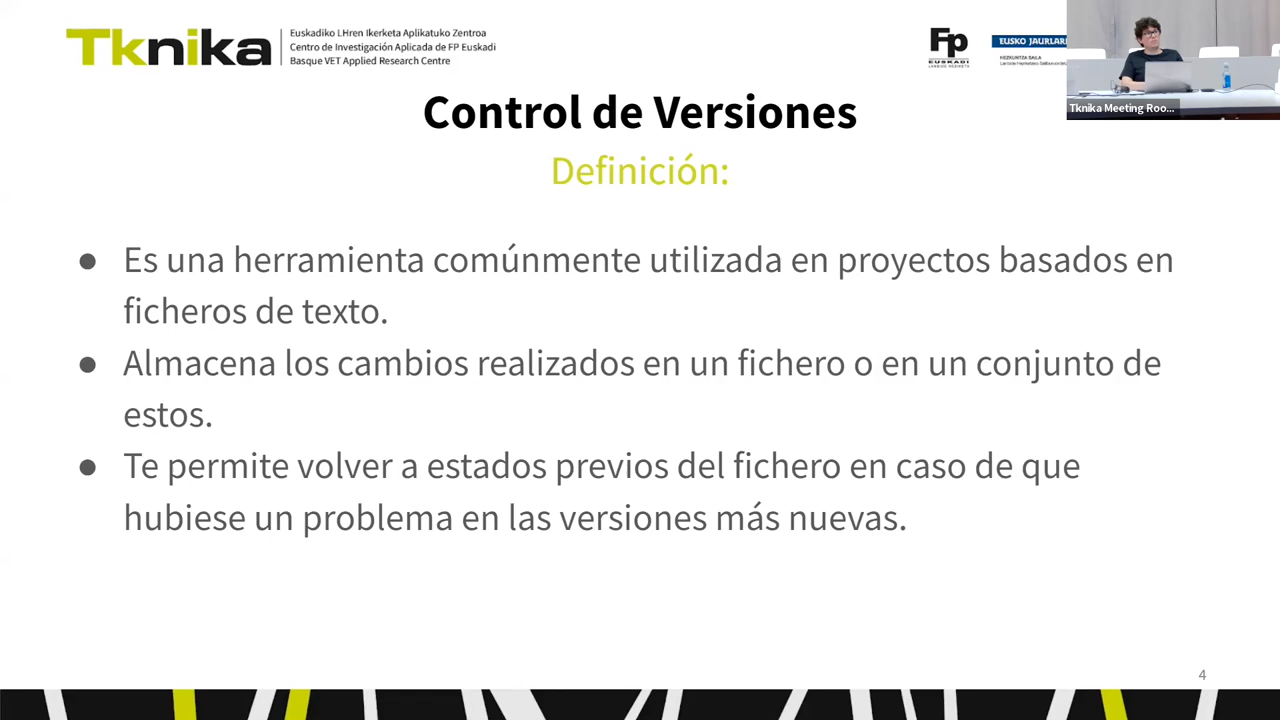 Tknika
Euskadiko LHren Ikerketa Aplikatuko Zentroa
Centro de Investigación Aplicada de FP Euskadi
Basque VET Applied Research Centre
Fp
EUSKADI
LANBIDE HEZIKETA
EUSKO JAURLARI
HEZKUNTZA SAILA
Tknika Meeting Roo...
Control de Versiones
Definición:
● Es una herramienta comúnmente utilizada en proyectos basados en
ficheros de texto.
● Almacena los cambios realizados en un fichero o en un conjunto de
estos.
● Te permite volver a estados previos del fichero en caso de que
hubiese un problema en las versiones más nuevas.
4